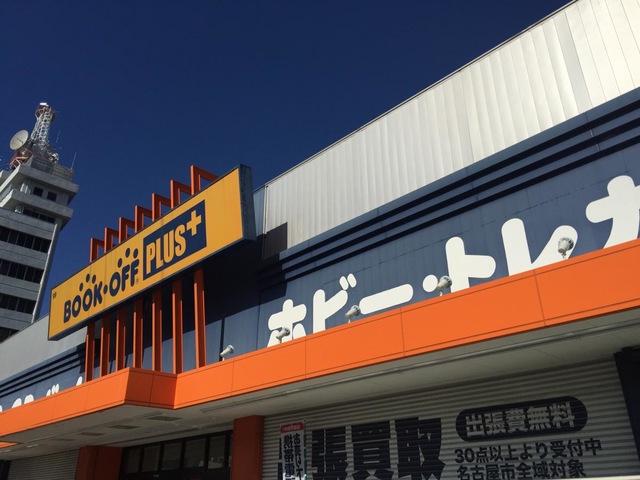 BOOK・OFF PLUS+
ホビー・トレカ
出張費無料
張買取
30点以上より受付中
名古屋市全域対象